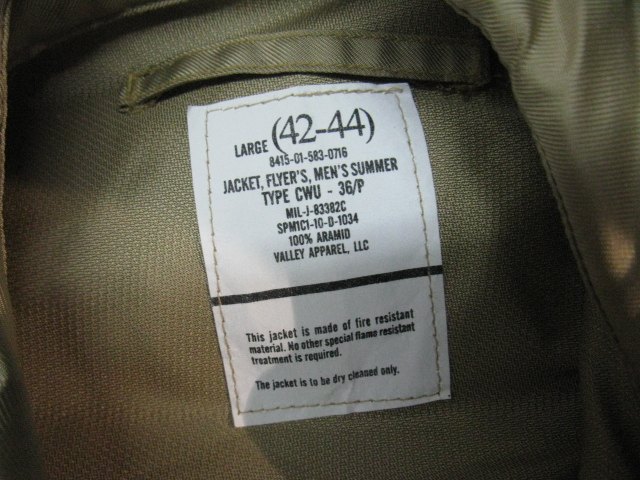 LARGE (42-44)
8415-01-583-0716
JACKET, FLYER'S, MEN'S SUMMER
TYPE CWU - 36/P
MIL-J-83382C
SPM1C1-10-D-1034
100% ARAMID
VALLEY APPAREL, LLC
This jacket is made of fire resistant
material. No other special flame resistant
treatment is required.
The jacket is to be dry cleaned only.